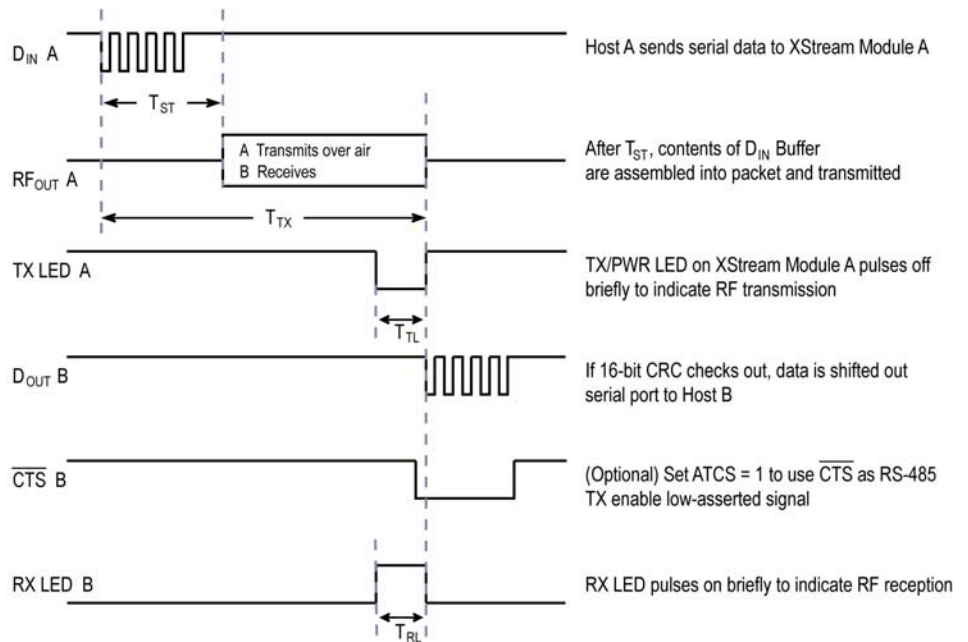 D_IN A
Host A sends serial data to XStream Module A
T_ST
A Transmits over air
B Receives
RF_OUT A
After T_ST, contents of D_IN Buffer
are assembled into packet and transmitted
T_TX
TX LED A
TX/PWR LED on XStream Module A pulses off
briefly to indicate RF transmission
T_TL
D_OUT B
If 16-bit CRC checks out, data is shifted out
serial port to Host B
C̅T̅S̅ B
(Optional) Set ATCS = 1 to use C̅T̅S̅ as RS-485
TX enable low-asserted signal
RX LED B
RX LED pulses on briefly to indicate RF reception
T_RL